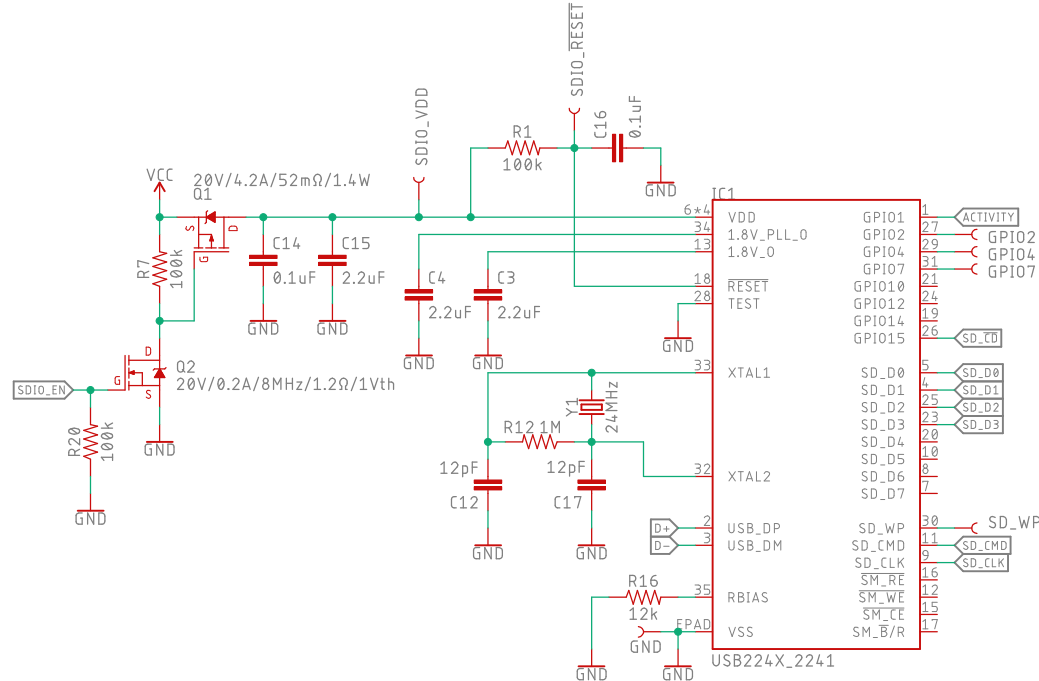 SDIO_RESET
C16
0.1uF
SDIO_VDD
R1
100k
GND
VCC
20V/4.2A/52mΩ/1.4W
Q1
S
D
G
R7
100k
C14
0.1uF
GND
C15
2.2uF
GND
C4
2.2uF
GND
C3
2.2uF
GND
D
G
S
Q2
20V/0.2A/8MHz/1.2Ω/1Vth
SDIO_EN
R20
100k
GND
GND
GND
Y1
24MHz
R12 1M
12pF
C12
GND
12pF
C17
GND
D+
D-
R16
12k
GND
GND
GND
IC1
6*4 VDD
34 1.8V_PLL_O
13 1.8V_O
18 RESET
28 TEST
33 XTAL1
32 XTAL2
2 USB_DP
3 USB_DM
35 RBIAS
EPAD VSS
GPIO1 1 ACTIVITY
GPIO2 27 GPIO2
GPIO4 29 GPIO4
GPIO7 31 GPIO7
GPIO10 21
GPIO12 24
GPIO14 19
GPIO15 26 SD_CD
SD_D0 5 SD_D0
SD_D1 4 SD_D1
SD_D2 25 SD_D2
SD_D3 23 SD_D3
SD_D4 20
SD_D5 10
SD_D6 8
SD_D7 7
SD_WP 30 SD_WP
SD_CMD 11 SD_CMD
SD_CLK 9 SD_CLK
SM_RE 16
SM_WE 12
SM_CE 15
SM_B/R 17
USB224X_2241